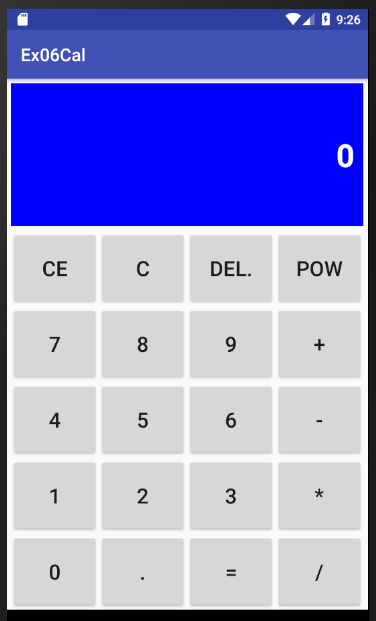 9:26
Ex06Cal
0
CE C DEL. POW
7 8 9 +
4 5 6 -
1 2 3 *
0 . = /